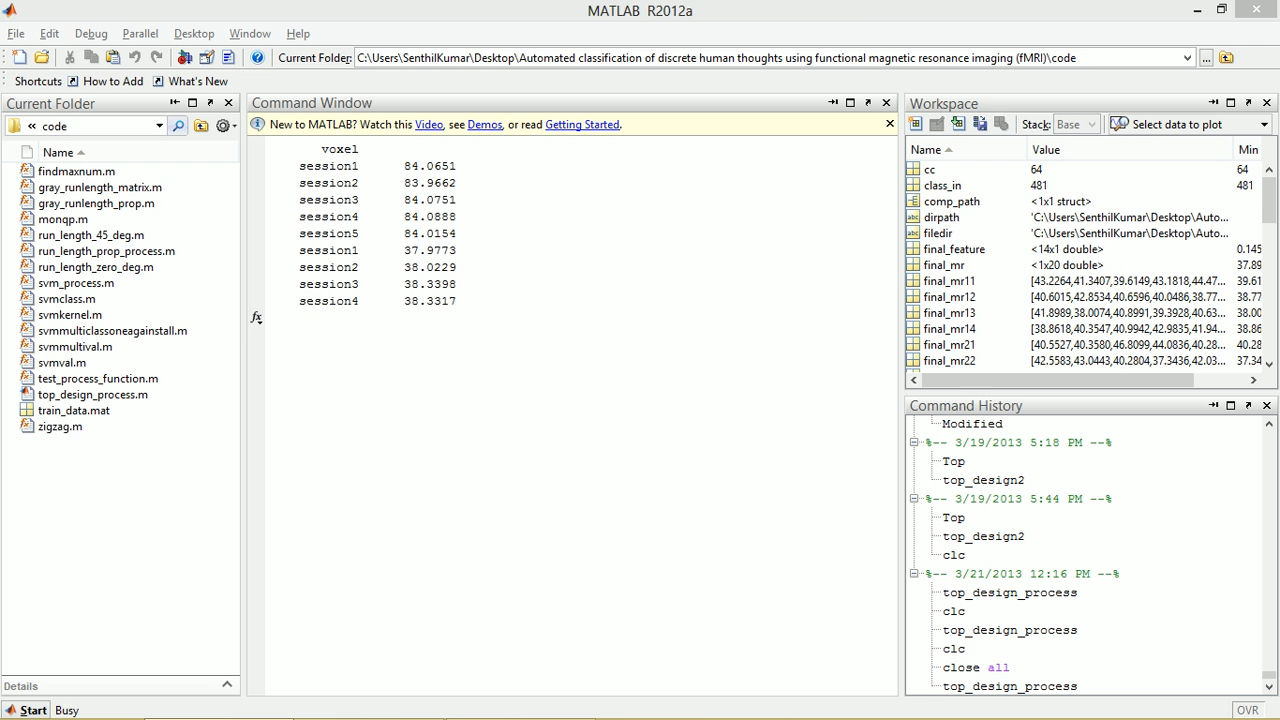 MATLAB R2012a
File Edit Debug Parallel Desktop Window Help
Current Folder: C:\Users\SenthilKumar\Desktop\Automated classification of discrete human thoughts using functional magnetic resonance imaging (fMRI)\code
Shortcuts How to Add What's New
Current Folder
« code
Name
findmaxnum.m
gray_runlength_matrix.m
gray_runlength_prop.m
monqp.m
run_length_45_deg.m
run_length_prop_process.m
run_length_zero_deg.m
svm_process.m
svmclass.m
svmkernel.m
svmmulticlassoneagainstall.m
svmmultival.m
svmval.m
test_process_function.m
top_design_process.m
train_data.mat
zigzag.m
Details
Command Window
New to MATLAB? Watch this Video, see Demos, or read Getting Started.
voxel
session1 84.0651
session2 83.9662
session3 84.0751
session4 84.0888
session5 84.0154
session1 37.9773
session2 38.0229
session3 38.3398
session4 38.3317
fx
Workspace
Stack: Base Select data to plot
Name Value Min
cc 64 64
class_in 481 481
comp_path <1x1 struct>
dirpath 'C:\Users\SenthilKumar\Desktop\Auto...
filedir 'C:\Users\SenthilKumar\Desktop\Auto...
final_feature <14x1 double> 0.145
final_mr <1x20 double> 37.89
final_mr11 [43.2264,41.3407,39.6149,43.1818,44.47... 39.61
final_mr12 [40.6015,42.8534,40.6596,40.0486,38.77... 38.77
final_mr13 [41.8989,38.0074,40.8991,39.3928,40.63... 38.00
final_mr14 [38.8618,40.3547,40.9942,42.9835,41.94... 38.86
final_mr21 [40.5527,40.3580,46.8099,44.0836,40.28... 40.28
final_mr22 [42.5583,43.0443,40.2804,37.3436,42.03... 37.34
Command History
Modified
%-- 3/19/2013 5:18 PM --%
Top
top_design2
%-- 3/19/2013 5:44 PM --%
Top
top_design2
clc
%-- 3/21/2013 12:16 PM --%
top_design_process
clc
top_design_process
clc
close all
top_design_process
Start Busy
OVR